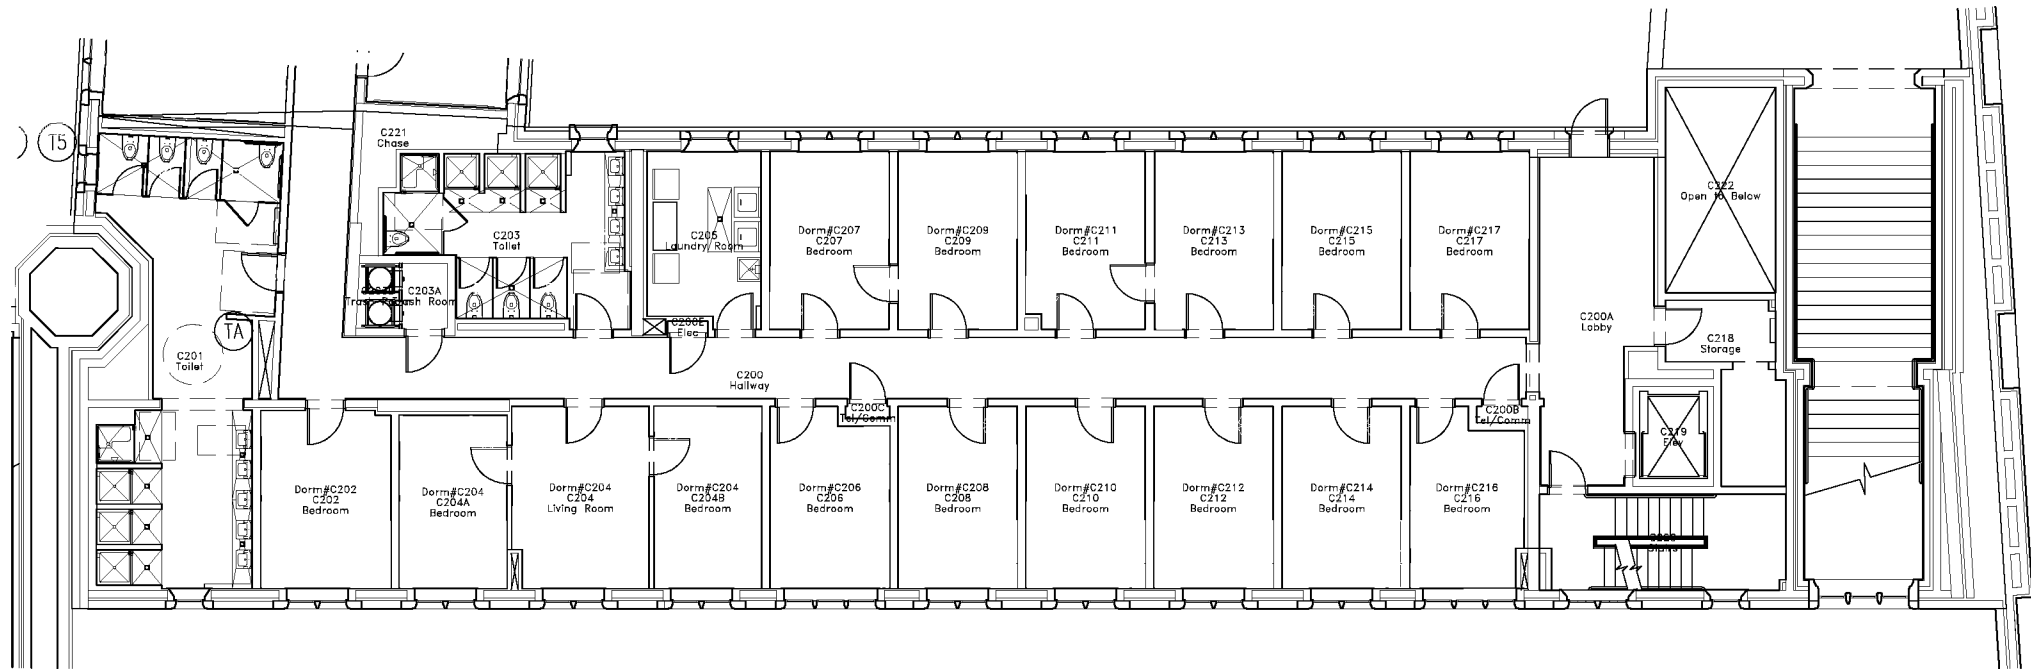 T5
C221
Chase
C222
Open to Below
C203
Toilet
C205
Laundry Room
Dorm#C207
C207
Bedroom
Dorm#C209
C209
Bedroom
Dorm#C211
C211
Bedroom
Dorm#C213
C213
Bedroom
Dorm#C215
C215
Bedroom
Dorm#C217
C217
Bedroom
C203A
Trash Room
C200E
Elec
C200A
Lobby
C218
Storage
TA
C201
Toilet
C200
Hallway
C200C
Tel/Comm
C200B
Tel/Comm
C219
Elev
Dorm#C202
C202
Bedroom
Dorm#C204
C204A
Bedroom
Dorm#C204
C204
Living Room
Dorm#C204
C204B
Bedroom
Dorm#C206
C206
Bedroom
Dorm#C208
C208
Bedroom
Dorm#C210
C210
Bedroom
Dorm#C212
C212
Bedroom
Dorm#C214
C214
Bedroom
Dorm#C216
C216
Bedroom
Stairs